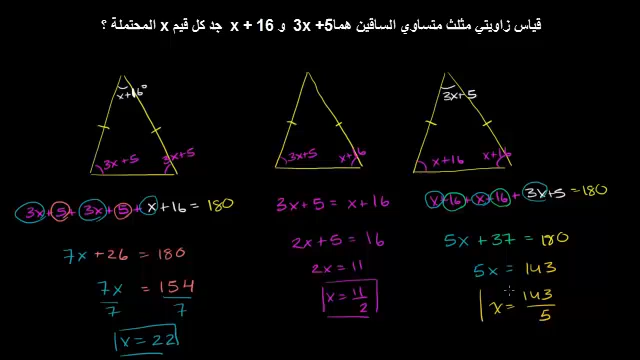 قياس زاويتي مثلث متساوي الساقين هما3x +5 و x + 16 جد كل قيم x المحتملة ؟
x+16°
3x+5
3x+5
3x+5 + 3x+5 + x+16 = 180
7x +26 = 180
7x = 154
7 7
x = 22
3x+5
x+16
3x+5 = x+16
2x+5 = 16
2x = 11
x = 11
2
3x+5
x+16
x+16
x+16 + x+16 + 3x+5 = 180
5x + 37 = 180
5x = 143
x = 143
5